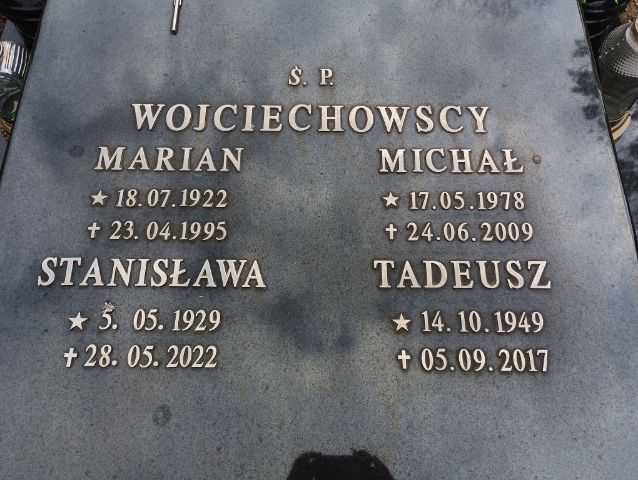 Ś. P.
WOJCIECHOWSCY
MARIAN
★ 18.07.1922
✝ 23.04.1995
STANISŁAWA
★ 5. 05. 1929
✝ 28. 05. 2022
MICHAŁ
★ 17.05.1978
✝ 24.06.2009
TADEUSZ
★ 14.10.1949
✝ 05.09.2017